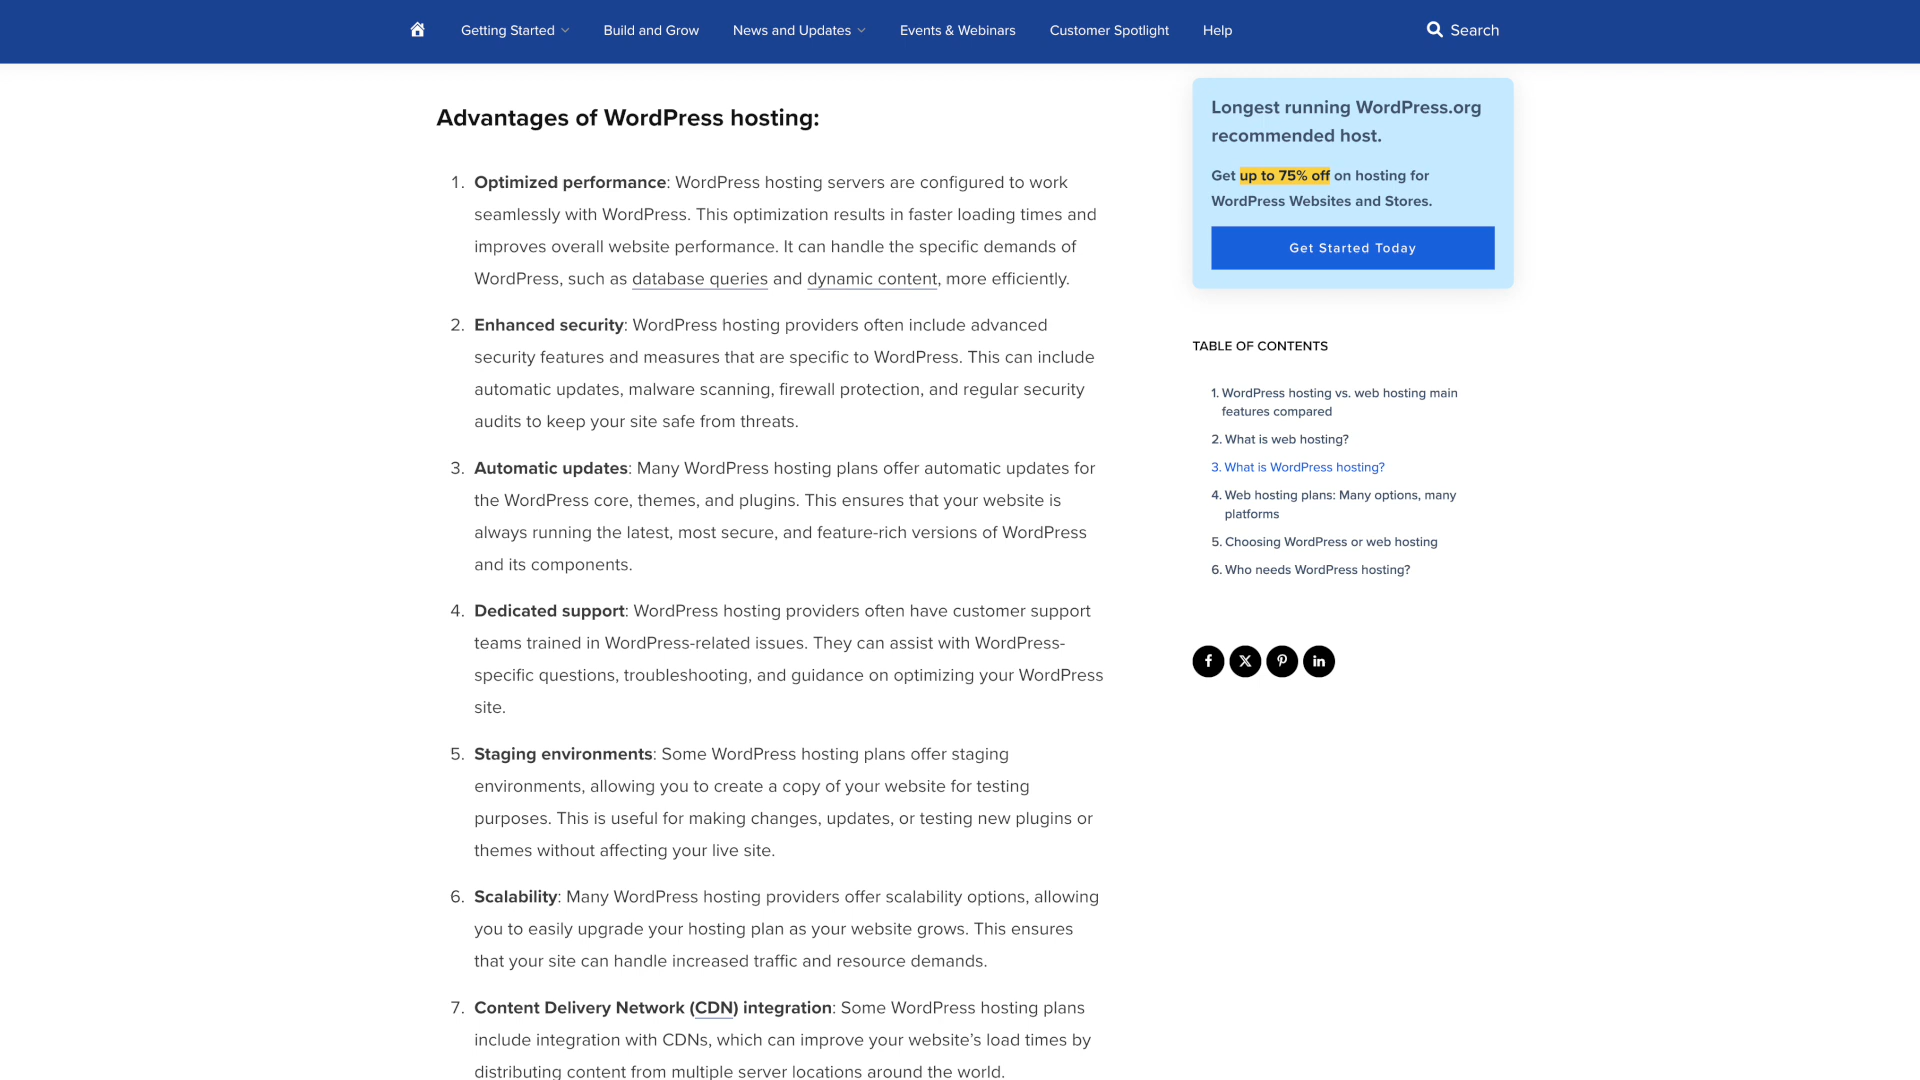 Getting Started
Build and Grow
News and Updates
Events & Webinars
Customer Spotlight
Help
Search
Advantages of WordPress hosting:
1. Optimized performance: WordPress hosting servers are configured to work
seamlessly with WordPress. This optimization results in faster loading times and
improves overall website performance. It can handle the specific demands of
WordPress, such as database queries and dynamic content, more efficiently.
2. Enhanced security: WordPress hosting providers often include advanced
security features and measures that are specific to WordPress. This can include
automatic updates, malware scanning, firewall protection, and regular security
audits to keep your site safe from threats.
3. Automatic updates: Many WordPress hosting plans offer automatic updates for
the WordPress core, themes, and plugins. This ensures that your website is
always running the latest, most secure, and feature-rich versions of WordPress
and its components.
4. Dedicated support: WordPress hosting providers often have customer support
teams trained in WordPress-related issues. They can assist with WordPress-
specific questions, troubleshooting, and guidance on optimizing your WordPress
site.
5. Staging environments: Some WordPress hosting plans offer staging
environments, allowing you to create a copy of your website for testing
purposes. This is useful for making changes, updates, or testing new plugins or
themes without affecting your live site.
6. Scalability: Many WordPress hosting providers offer scalability options, allowing
you to easily upgrade your hosting plan as your website grows. This ensures
that your site can handle increased traffic and resource demands.
7. Content Delivery Network (CDN) integration: Some WordPress hosting plans
include integration with CDNs, which can improve your website’s load times by
distributing content from multiple server locations around the world.
Longest running WordPress.org
recommended host.
Get up to 75% off on hosting for
WordPress Websites and Stores.
Get Started Today
TABLE OF CONTENTS
1. WordPress hosting vs. web hosting main
features compared
2. What is web hosting?
3. What is WordPress hosting?
4. Web hosting plans: Many options, many
platforms
5. Choosing WordPress or web hosting
6. Who needs WordPress hosting?